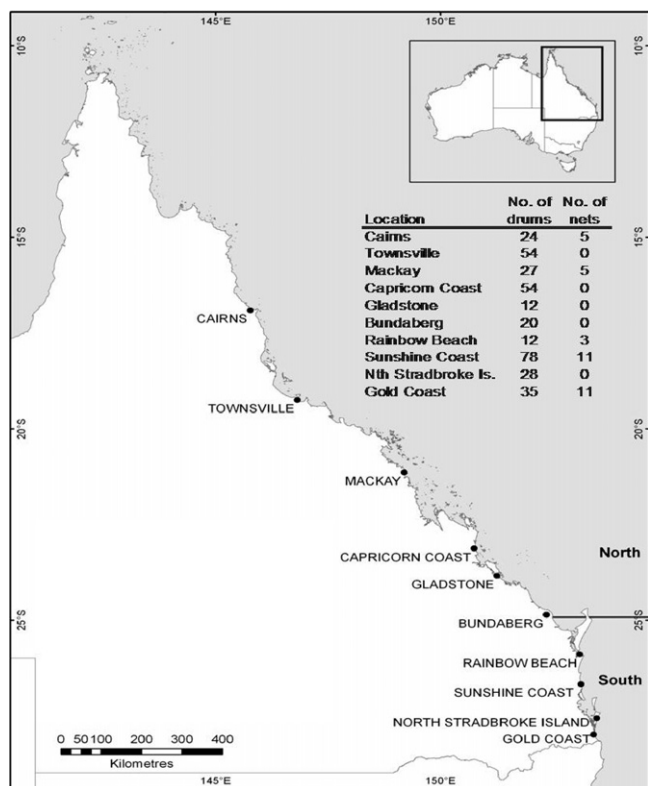 145°E 150°E
10°S 10°S
No. of No. of
Location drums nets
Cairns 24 5
Townsville 54 0
Mackay 27 5
Capricorn Coast 54 0
Gladstone 12 0
Bundaberg 20 0
Rainbow Beach 12 3
Sunshine Coast 78 11
Nth Stradbroke Is. 28 0
Gold Coast 35 11
15°S 15°S
CAIRNS
TOWNSVILLE
20°S 20°S
MACKAY
CAPRICORN COAST
North
GLADSTONE
BUNDABERG
25°S 25°S
RAINBOW BEACH
South
SUNSHINE COAST
NORTH STRADBROKE ISLAND
GOLD COAST
0 50 100 200 300 400
Kilometres
145°E 150°E